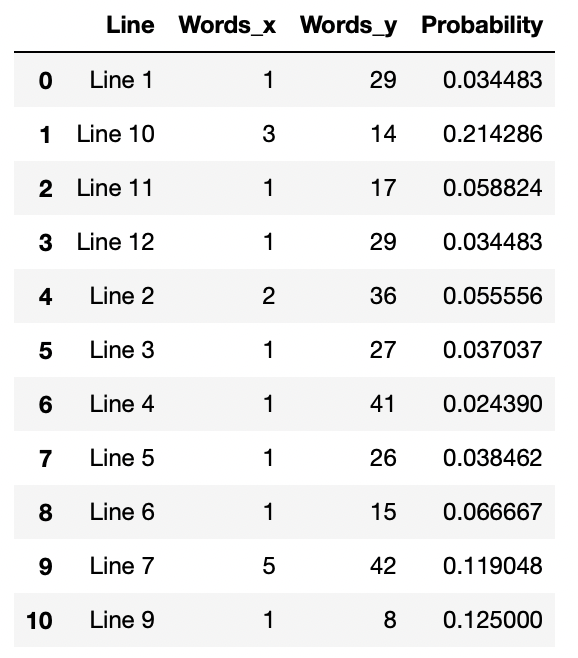 Line Words_x Words_y Probability
0 Line 1 1 29 0.034483
1 Line 10 3 14 0.214286
2 Line 11 1 17 0.058824
3 Line 12 1 29 0.034483
4 Line 2 2 36 0.055556
5 Line 3 1 27 0.037037
6 Line 4 1 41 0.024390
7 Line 5 1 26 0.038462
8 Line 6 1 15 0.066667
9 Line 7 5 42 0.119048
10 Line 9 1 8 0.125000